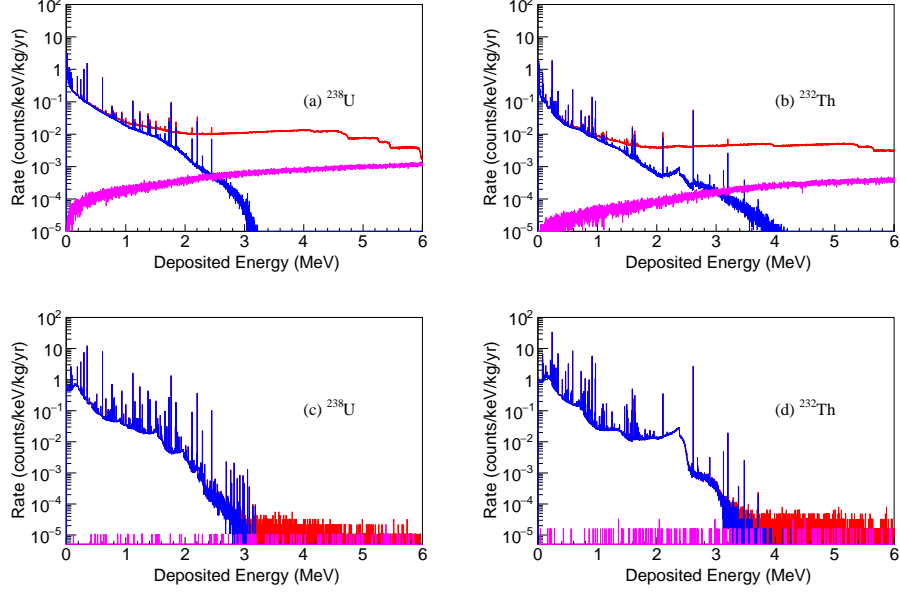 Rate (counts/keV/kg/yr)
10² 10 1 10⁻¹ 10⁻² 10⁻³ 10⁻⁴ 10⁻⁵
(a) ²³⁸U
0 1 2 3 4 5 6
Deposited Energy (MeV)
Rate (counts/keV/kg/yr)
10² 10 1 10⁻¹ 10⁻² 10⁻³ 10⁻⁴ 10⁻⁵
(b) ²³²Th
0 1 2 3 4 5 6
Deposited Energy (MeV)
Rate (counts/keV/kg/yr)
10² 10 1 10⁻¹ 10⁻² 10⁻³ 10⁻⁴ 10⁻⁵
(c) ²³⁸U
0 1 2 3 4 5 6
Deposited Energy (MeV)
Rate (counts/keV/kg/yr)
10² 10 1 10⁻¹ 10⁻² 10⁻³ 10⁻⁴ 10⁻⁵
(d) ²³²Th
0 1 2 3 4 5 6
Deposited Energy (MeV)